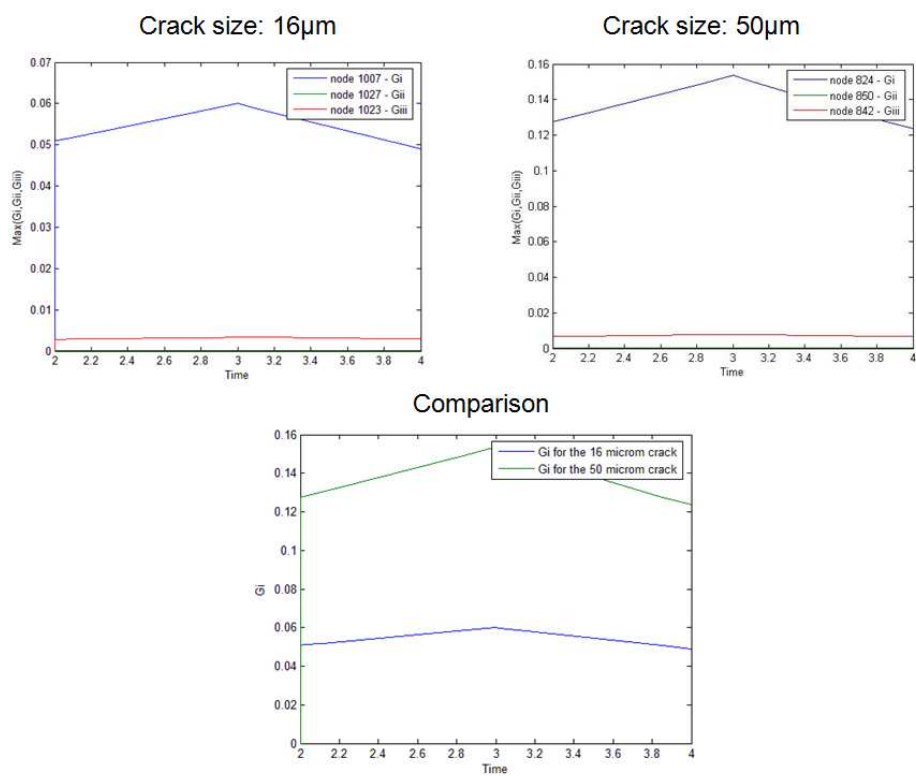 Crack size: 16µm
0.07
0.06
0.05
0.04
0.03
0.02
0.01
0
Max(Gi,Gii,Giii)
node 1007 - Gi
node 1027 - Gii
node 1023 - Giii
2 2.2 2.4 2.6 2.8 3 3.2 3.4 3.6 3.8 4
Time
Crack size: 50µm
0.16
0.14
0.12
0.1
0.08
0.06
0.04
0.02
0
Max(Gi,Gii,Giii)
node 824 - Gi
node 850 - Gii
node 842 - Giii
2 2.2 2.4 2.6 2.8 3 3.2 3.4 3.6 3.8 4
Time
Comparison
0.16
0.14
0.12
0.1
0.08
0.06
0.04
0.02
0
Gi
Gi for the 16 microm crack
Gi for the 50 microm crack
2 2.2 2.4 2.6 2.8 3 3.2 3.4 3.6 3.8 4
Time